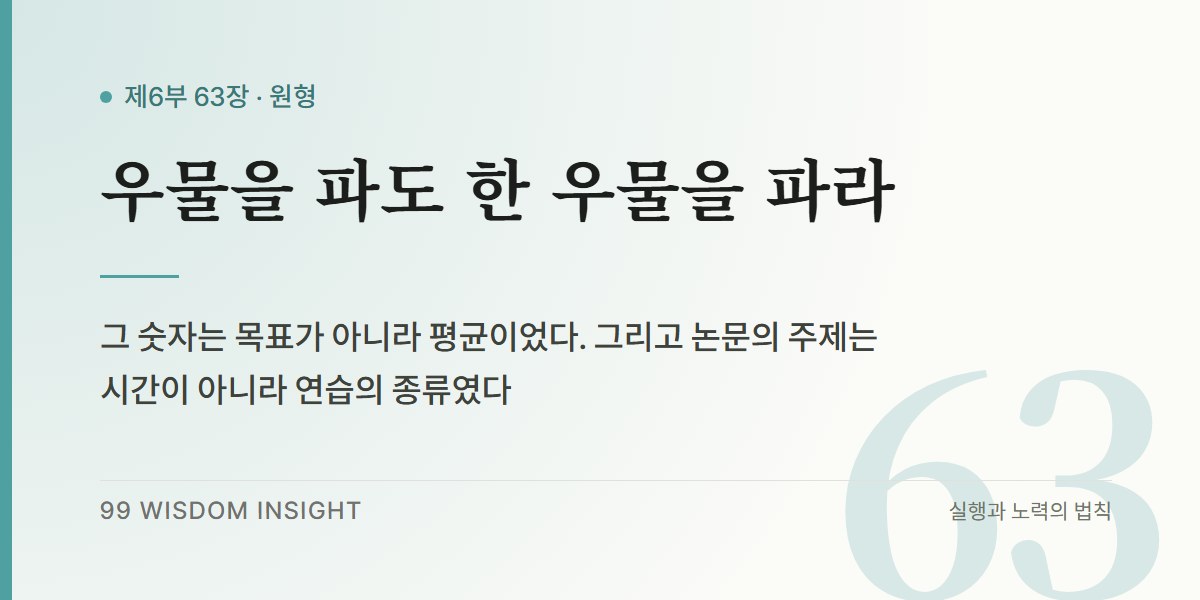 제6부 63장 · 원형
우물을 파도 한 우물을 파라
그 숫자는 목표가 아니라 평균이었다. 그리고 논문의 주제는
시간이 아니라 연습의 종류였다
63
99 WISDOM INSIGHT
실행과 노력의 법칙